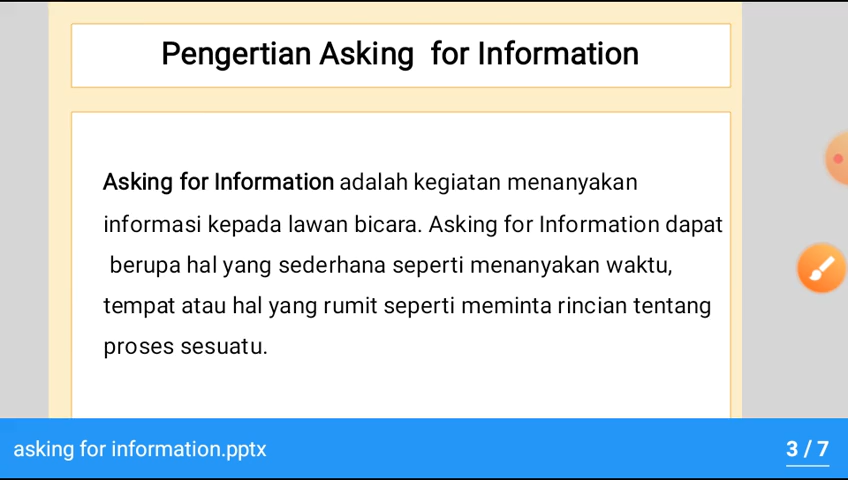 Pengertian Asking for Information
Asking for Information adalah kegiatan menanyakan
informasi kepada lawan bicara. Asking for Information dapat
berupa hal yang sederhana seperti menanyakan waktu,
tempat atau hal yang rumit seperti meminta rincian tentang
proses sesuatu.
asking for information.pptx
3 / 7